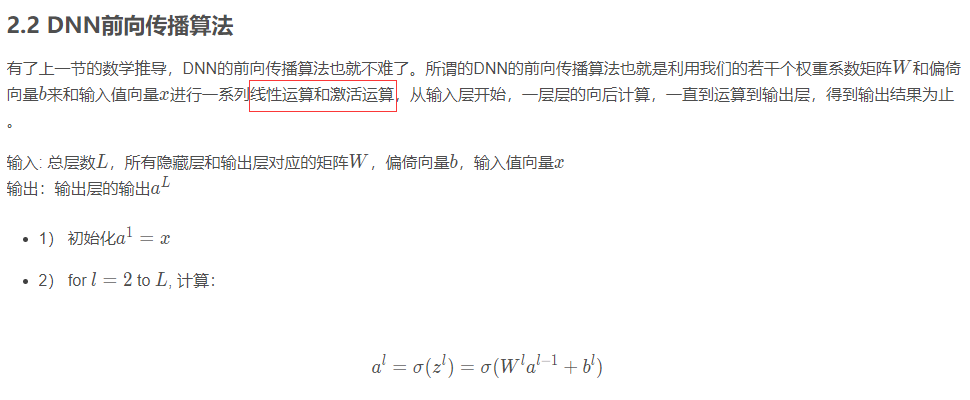 2.2 DNN前向传播算法
有了上一节的数学推导，DNN的前向传播算法也就不难了。所谓的DNN的前向传播算法也就是利用我们的若干个权重系数矩阵W和偏倚
向量b来和输入值向量x进行一系列线性运算和激活运算，从输入层开始，一层层的向后计算，一直到运算到输出层，得到输出结果为止
。
输入: 总层数L，所有隐藏层和输出层对应的矩阵W，偏倚向量b，输入值向量x
输出：输出层的输出a^L
• 1） 初始化a^1 = x
• 2） for l = 2 to L, 计算：
a^l = σ(z^l) = σ(W^l a^{l−1} + b^l)